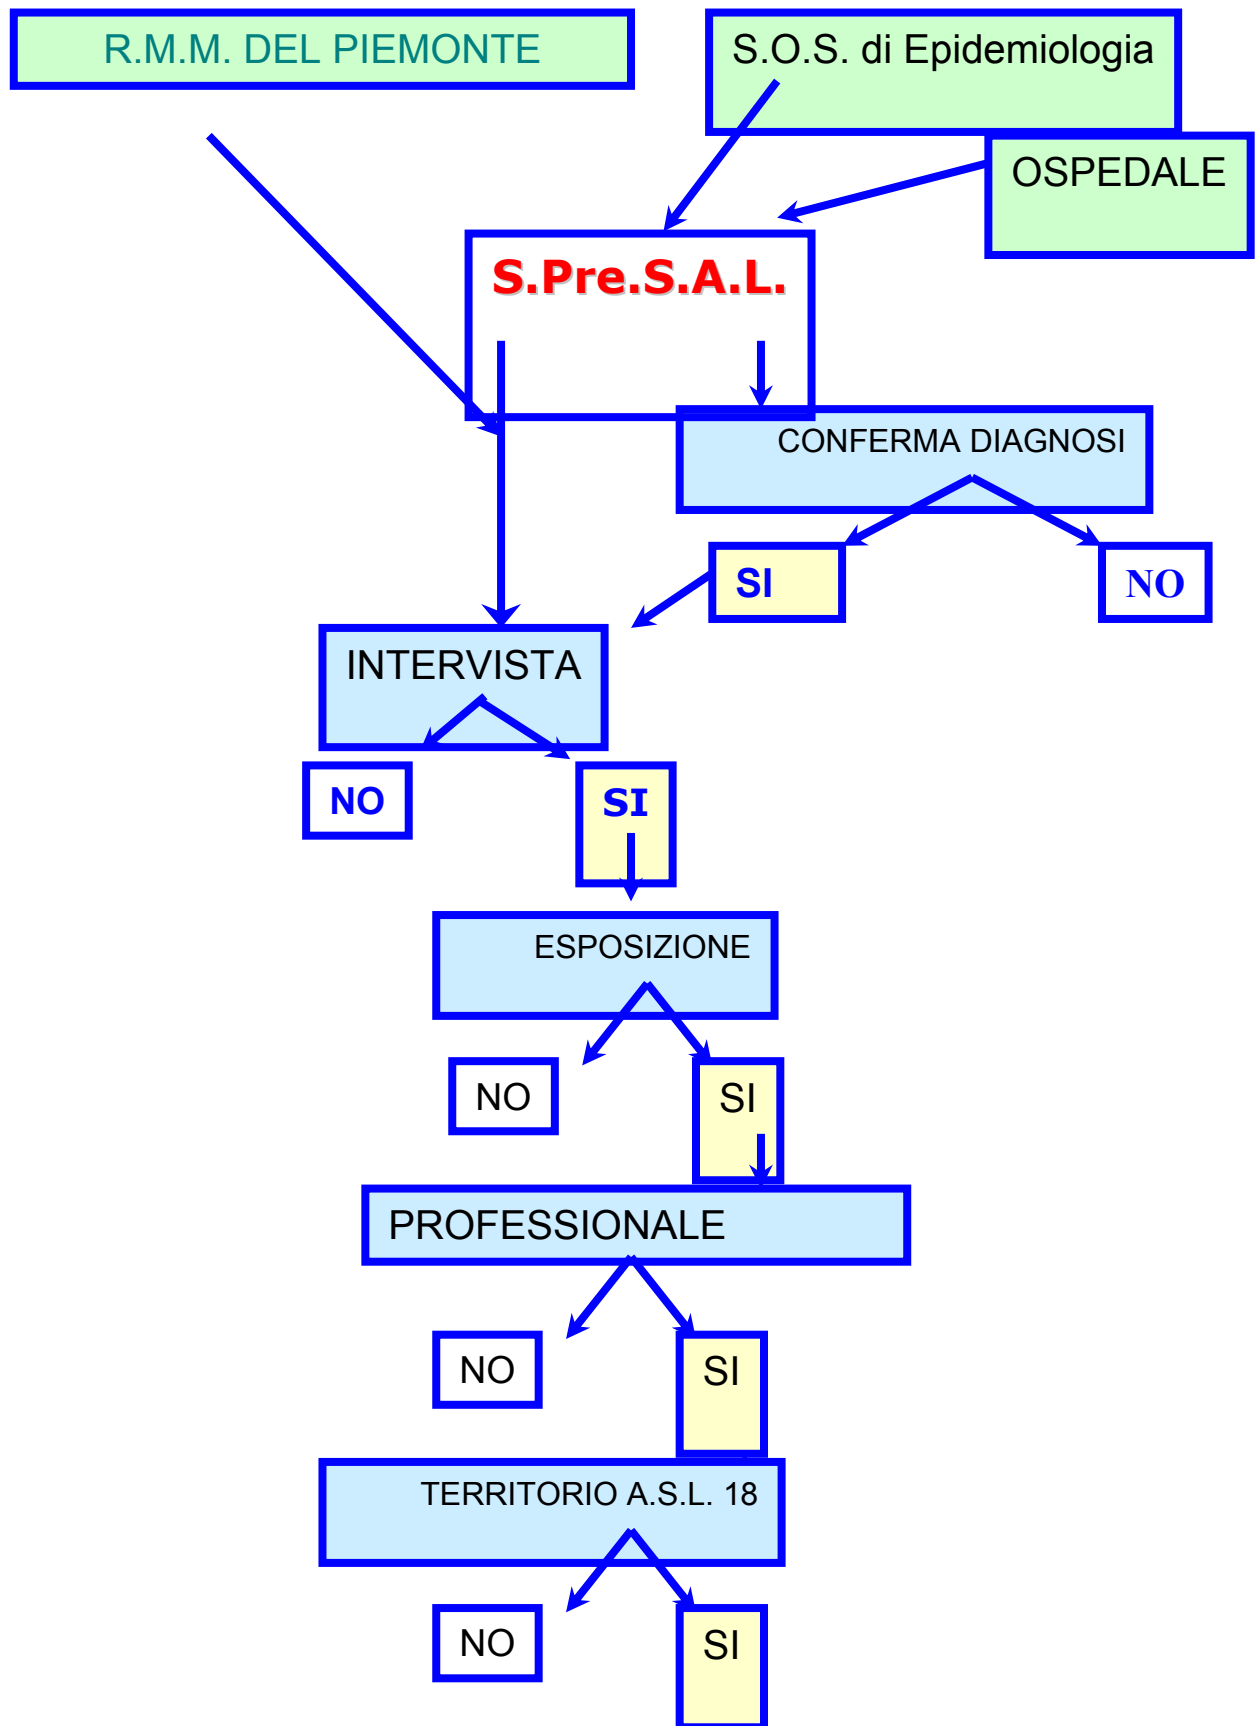 R.M.M. DEL PIEMONTE
S.O.S. di Epidemiologia
OSPEDALE
S.Pre.S.A.L.
CONFERMA DIAGNOSI
SI
NO
INTERVISTA
NO
SI
ESPOSIZIONE
NO
SI
PROFESSIONALE
NO
SI
TERRITORIO A.S.L. 18
NO
SI